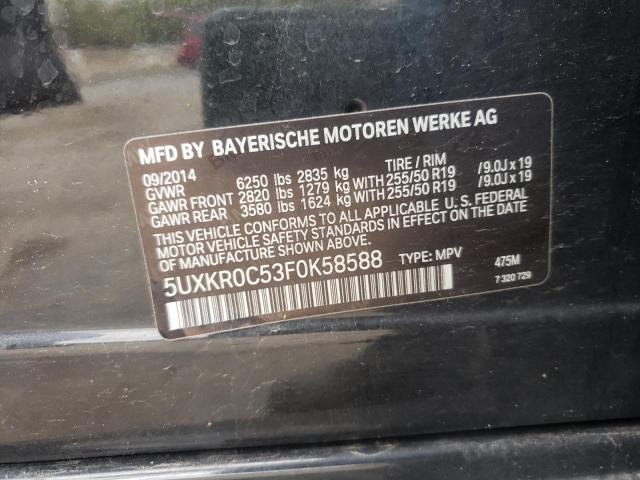 MFD BY BAYERISCHE MOTOREN WERKE AG
09/2014 TIRE / RIM
GVWR 6250 lbs 2835 kg
GAWR FRONT 2820 lbs 1279 kg WITH 255/50 R19 /9.0J x 19
GAWR REAR 3580 lbs 1624 kg WITH 255/50 R19 /9.0J x 19
THIS VEHICLE CONFORMS TO ALL APPLICABLE U.S. FEDERAL
MOTOR VEHICLE SAFETY STANDARDS IN EFFECT ON THE DATE
OF MANUFACTURE SHOWN ABOVE.
5UXKR0C53F0K58588 TYPE: MPV 475M
7 320 729